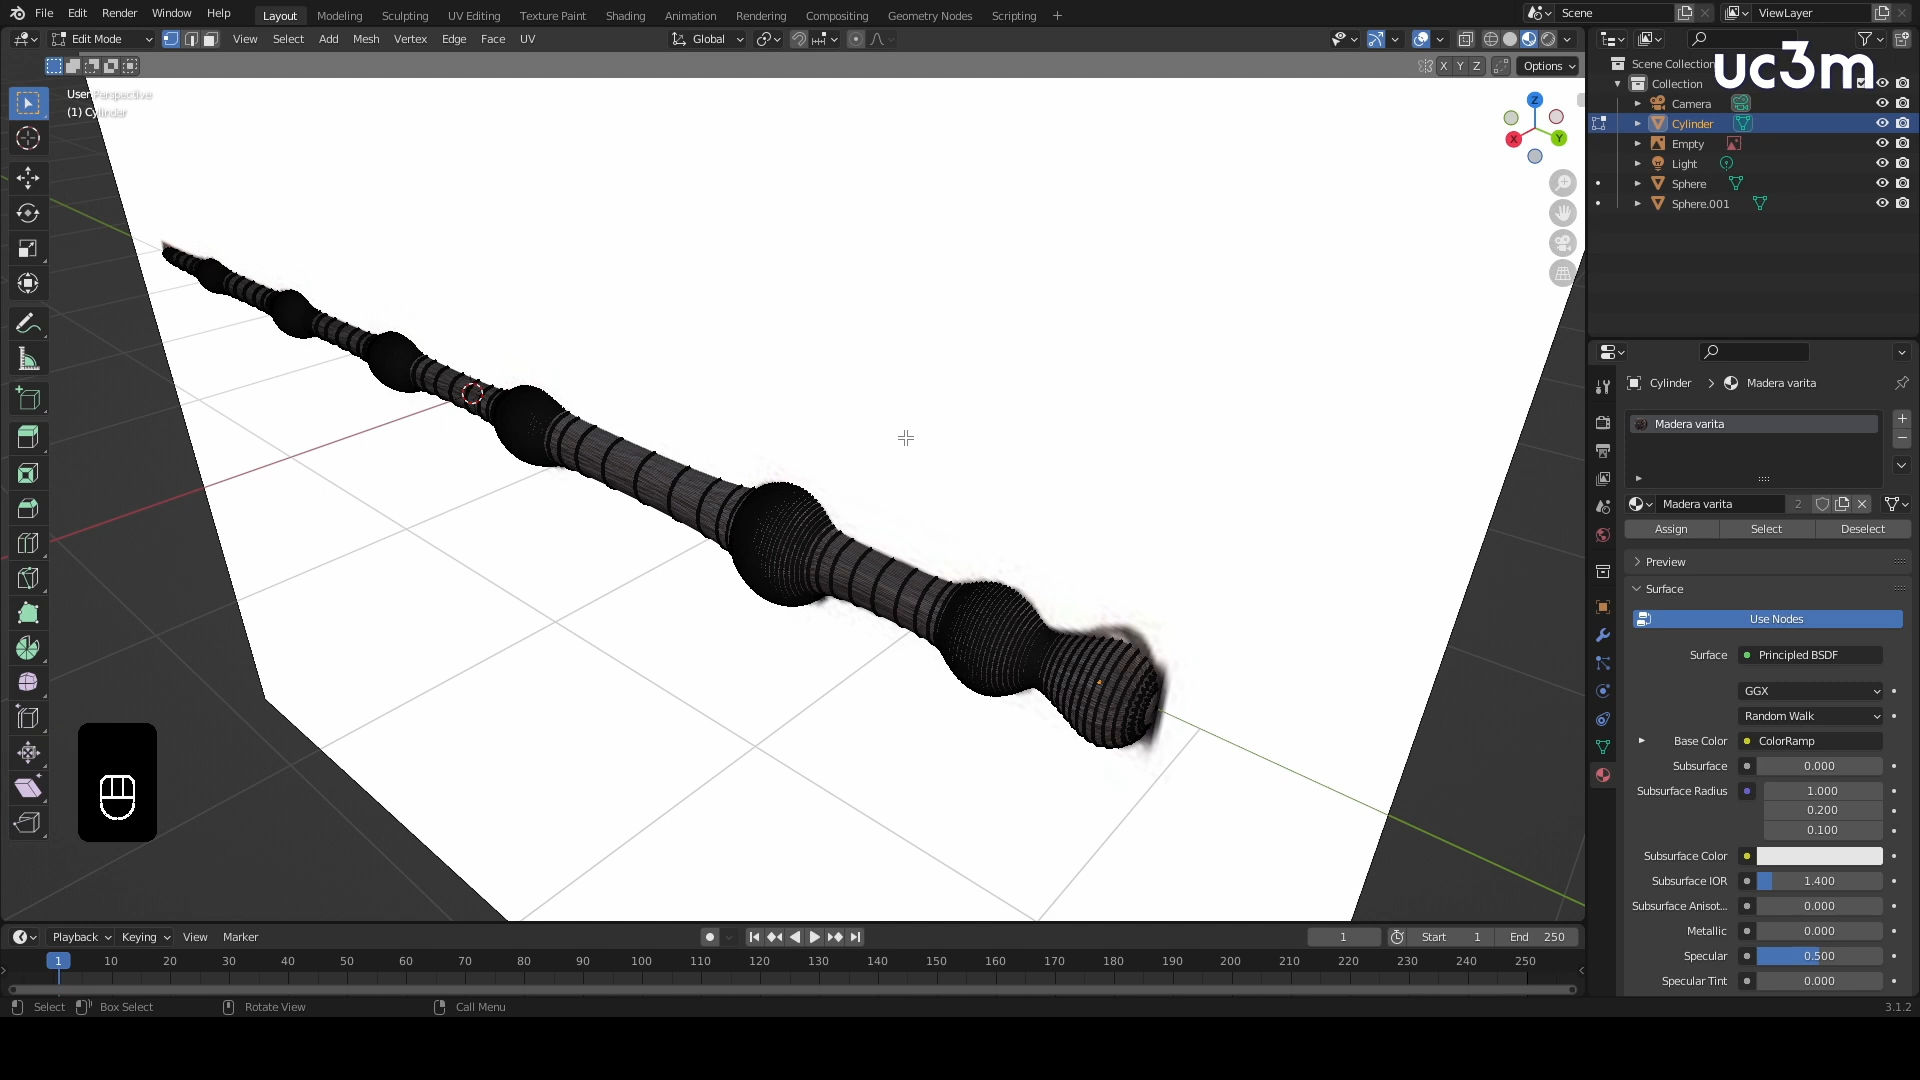 File Edit Render Window Help Layout Modeling Sculpting UV Editing Texture Paint Shading Animation Rendering Compositing Geometry Nodes Scripting + Scene ViewLayer
Edit Mode View Select Add Mesh Vertex Edge Face UV Global
X Y Z Options
uc3m
Scene Collection
Collection
Camera
Cylinder
Empty
Light
Sphere
Sphere.001
User Perspective
(1) Cylinder
Z
X
Y
Cylinder > Madera varita
Madera varita
Madera varita 2
Assign Select Deselect
Preview
Surface
Use Nodes
Surface Principled BSDF
GGX
Random Walk
Base Color ColorRamp
Subsurface 0.000
Subsurface Radius 1.000
0.200
0.100
Subsurface Color
Subsurface IOR 1.400
Subsurface Anisot... 0.000
Metallic 0.000
Specular 0.500
Specular Tint 0.000
Playback Keying View Marker 1 Start 1 End 250
1 10 20 30 40 50 60 70 80 90 100 110 120 130 140 150 160 170 180 190 200 210 220 230 240 250
Select Box Select Rotate View Call Menu 3.1.2